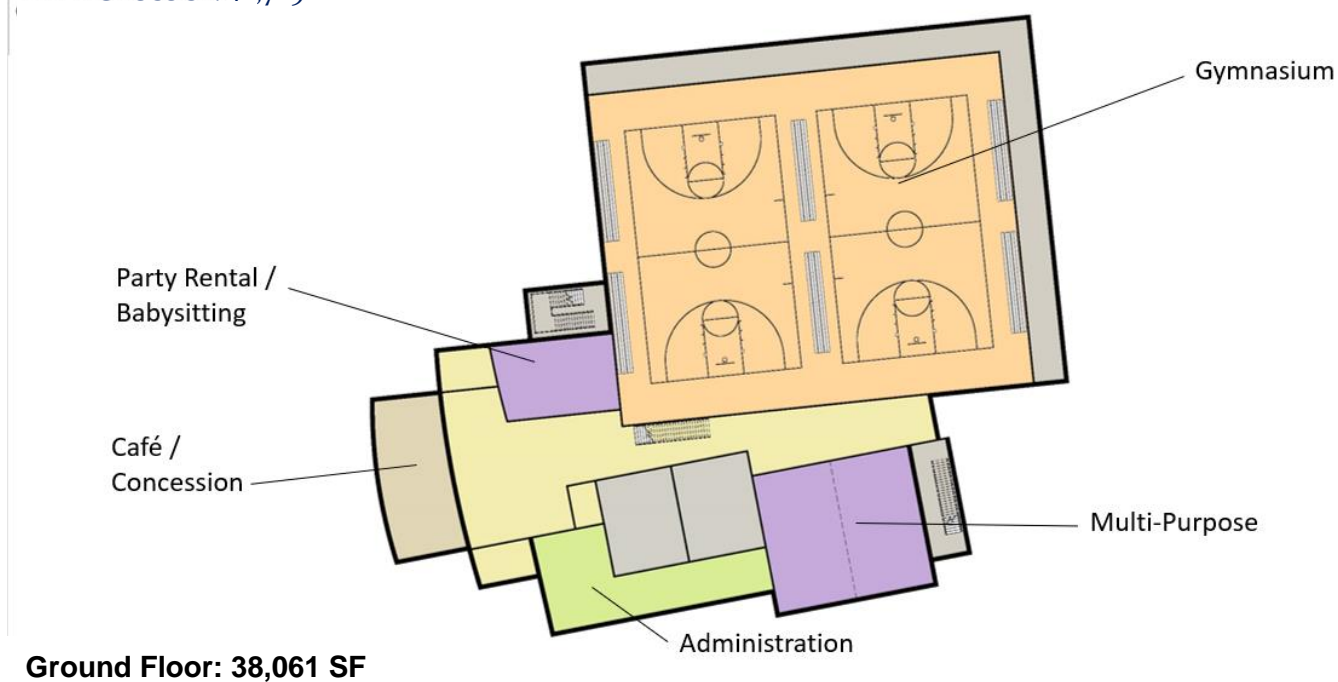 Gymnasium
Party Rental /
Babysitting
Café /
Concession
Multi-Purpose
Administration
Ground Floor: 38,061 SF